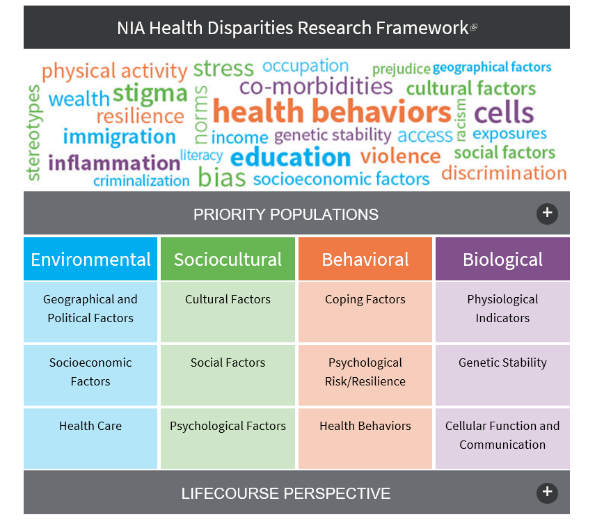 NIA Health Disparities Research Framework
physical activity stress occupation prejudice geographical factors
stereotypes wealth stigma norms co-morbidities cultural factors
resilience health behaviors racism cells
immigration income genetic stability access exposures
inflammation literacy education violence social factors
criminalization bias socioeconomic factors discrimination
PRIORITY POPULATIONS +
Environmental Sociocultural Behavioral Biological
Geographical and
Political Factors
Cultural Factors
Coping Factors
Physiological
Indicators
Socioeconomic
Factors
Social Factors
Psychological
Risk/Resilience
Genetic Stability
Health Care
Psychological Factors
Health Behaviors
Cellular Function and
Communication
LIFECOURSE PERSPECTIVE +